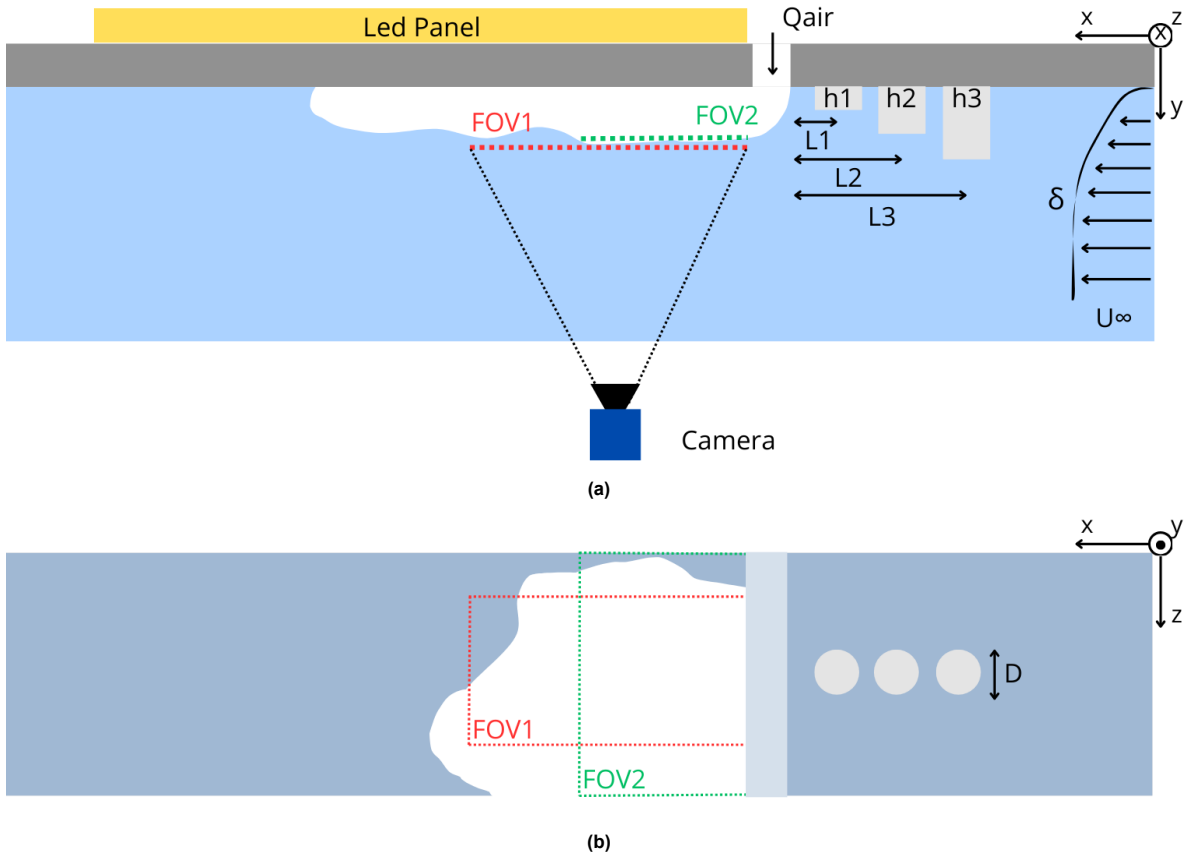 Qair
x
z
Led Panel
X
h1
h2
h3
y
FOV1
FOV2
L1
L2
L3
δ
U∞
Camera
(a)
x
y
z
D
FOV1
FOV2
(b)